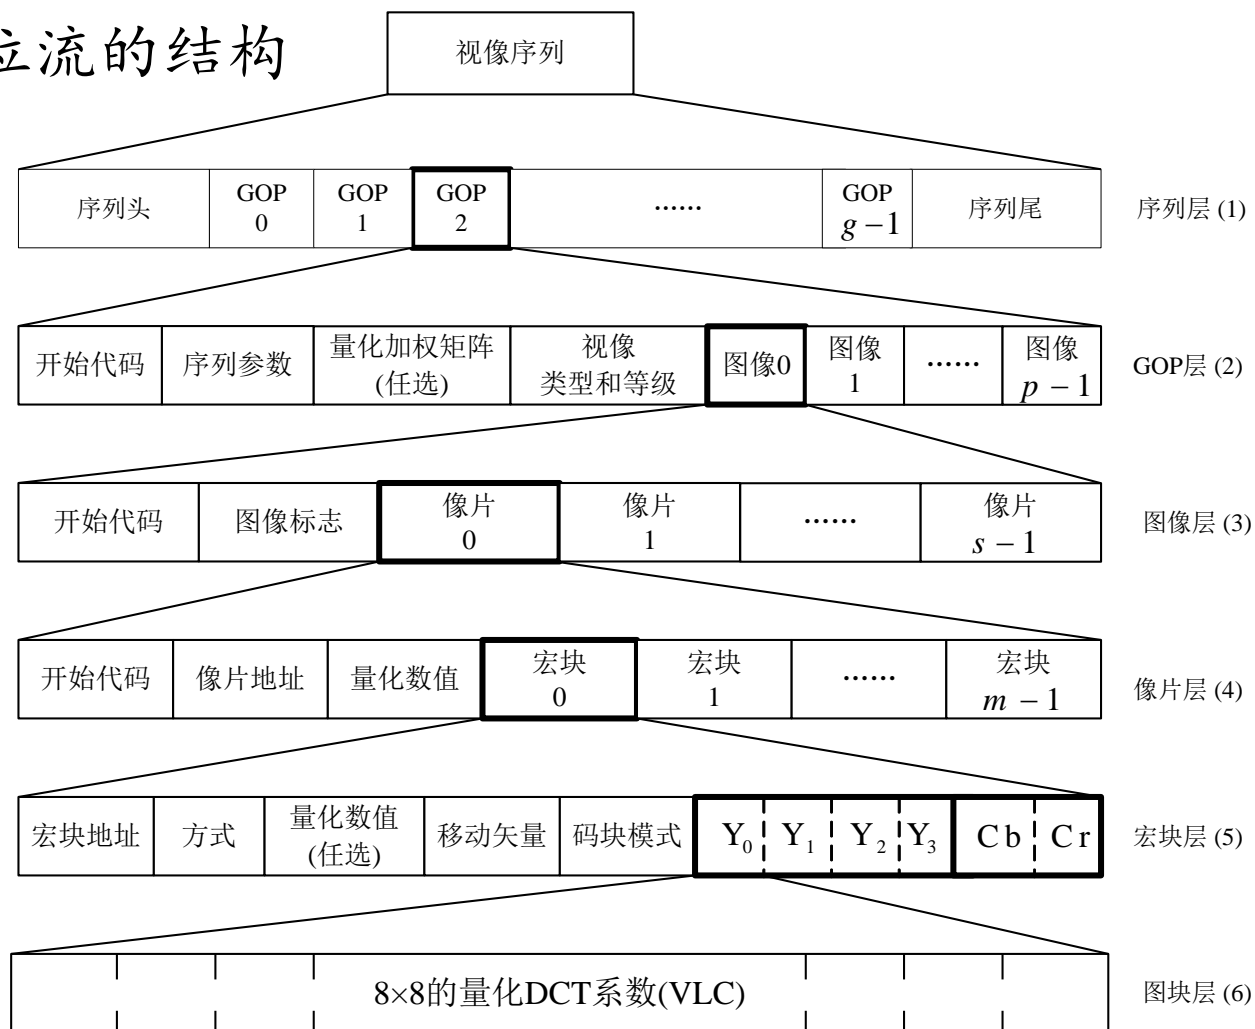 位流的结构
视像序列
序列头 GOP 0 GOP 1 GOP 2 …… GOP g－1 序列尾 序列层 (1)
开始代码 序列参数 量化加权矩阵 (任选) 视像 类型和等级 图像0 图像 1 …… 图像 p－1 GOP层 (2)
开始代码 图像标志 像片 0 像片 1 …… 像片 s－1 图像层 (3)
开始代码 像片地址 量化数值 宏块 0 宏块 1 …… 宏块 m－1 像片层 (4)
宏块地址 方式 量化数值 (任选) 移动矢量 码块模式 Y₀ Y₁ Y₂ Y₃ Cb Cr 宏块层 (5)
8×8的量化DCT系数(VLC) 图块层 (6)